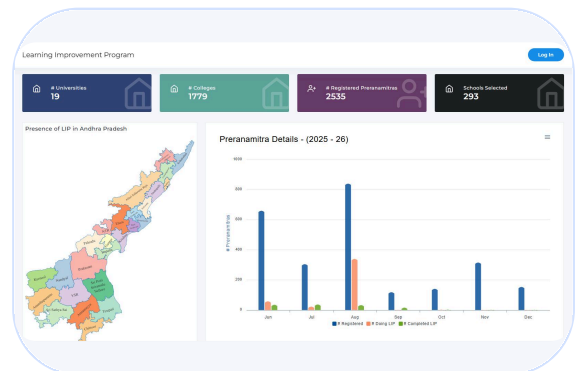 Learning Improvement Program
Log In
# Universities
19
# Colleges
1779
# Registered Preranamitras
2535
Schools Selected
293
Presence of LIP in Andhra Pradesh
Preranamitra Details - (2025 - 26)
# Preranamitras
1000
800
600
400
200
0
Jun
Jul
Aug
Sep
Oct
Nov
Dec
# Registered
# Doing LIP
# Completed LIP